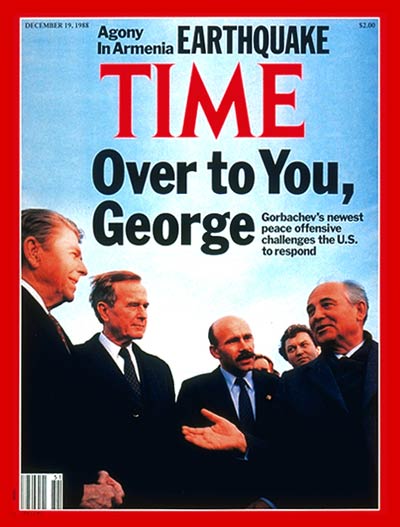 DECEMBER 19, 1988
$2.00
Agony
In Armenia
EARTHQUAKE
TIME
Over to You,
George
Gorbachev's newest
peace offensive
challenges the U.S.
to respond
51